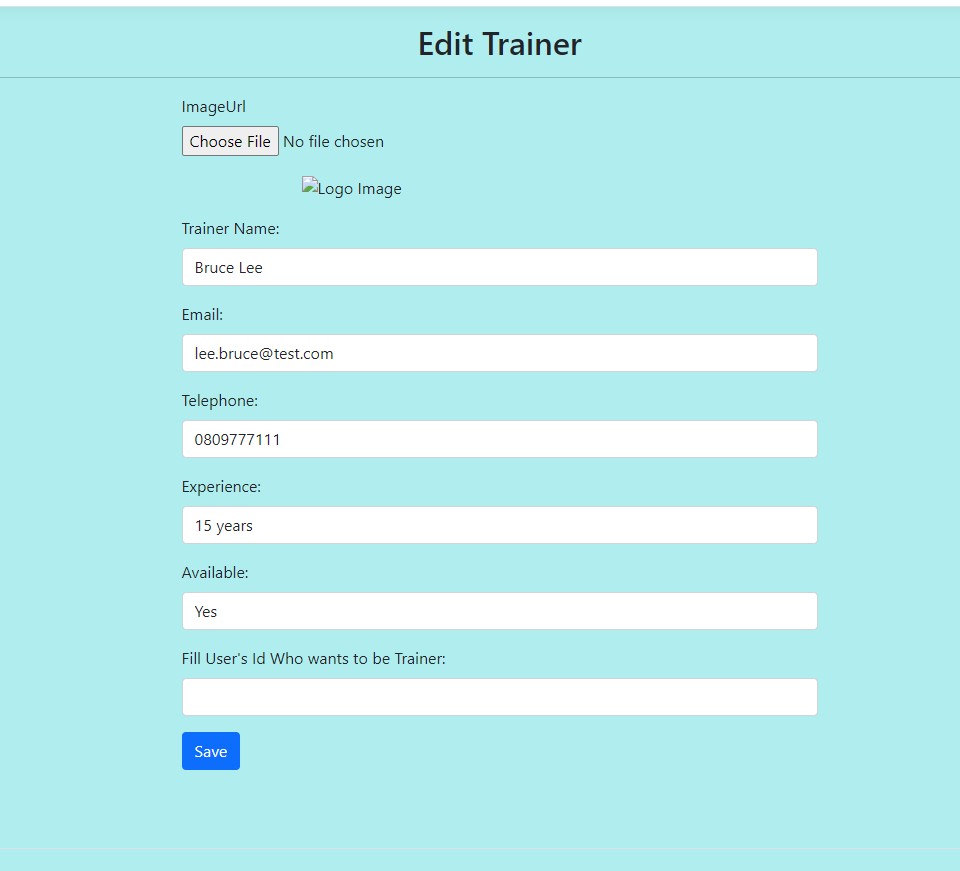 Edit Trainer
ImageUrl
Choose File No file chosen
Logo Image
Trainer Name:
Bruce Lee
Email:
lee.bruce@test.com
Telephone:
0809777111
Experience:
15 years
Available:
Yes
Fill User's Id Who wants to be Trainer:
Save